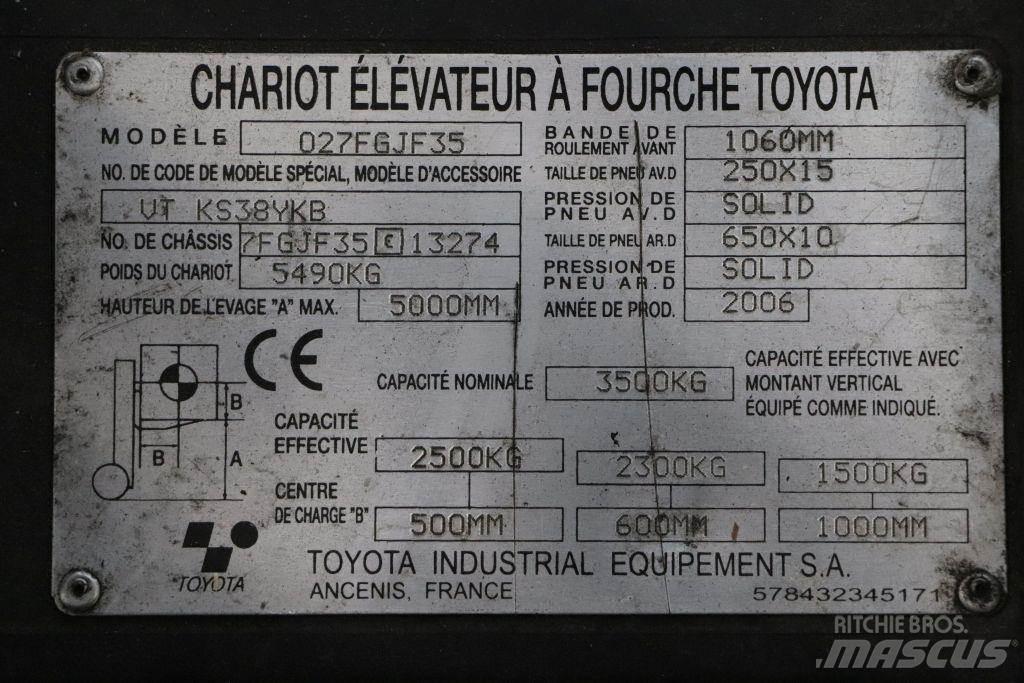 CHARIOT ÉLÉVATEUR À FOURCHE TOYOTA
MODÈLE 027FGJF35
NO. DE CODE DE MODÈLE SPÉCIAL, MODÈLE D'ACCESSOIRE
VT KS38YKB
NO. DE CHÂSSIS 7FGJF35 E 13274
POIDS DU CHARIOT 5490KG
HAUTEUR DE LEVAGE "A" MAX. 5000MM
BANDE DE
ROULEMENT AVANT 1060MM
TAILLE DE PNEU AV.D 250X15
PRESSION DE
PNEU AV.D SOLID
TAILLE DE PNEU AR.D 650X10
PRESSION DE
PNEU AR.D SOLID
ANNÉE DE PROD. 2006
CE
B
B
A
CAPACITÉ NOMINALE 3500KG
CAPACITÉ EFFECTIVE AVEC
MONTANT VERTICAL
ÉQUIPÉ COMME INDIQUÉ.
CAPACITÉ
EFFECTIVE 2500KG 2300KG 1500KG
CENTRE
DE CHARGE "B" 500MM 600MM 1000MM
TOYOTA
TOYOTA INDUSTRIAL EQUIPEMENT S.A.
ANCENIS, FRANCE
578432345171
RITCHIE BROS.
MASCUS